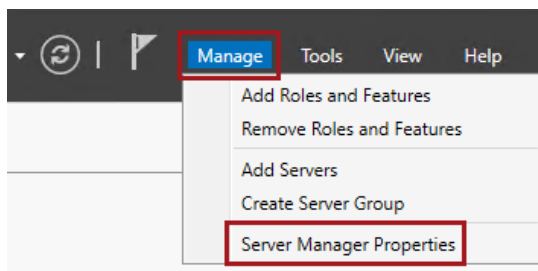 Manage Tools View Help
Add Roles and Features
Remove Roles and Features
Add Servers
Create Server Group
Server Manager Properties